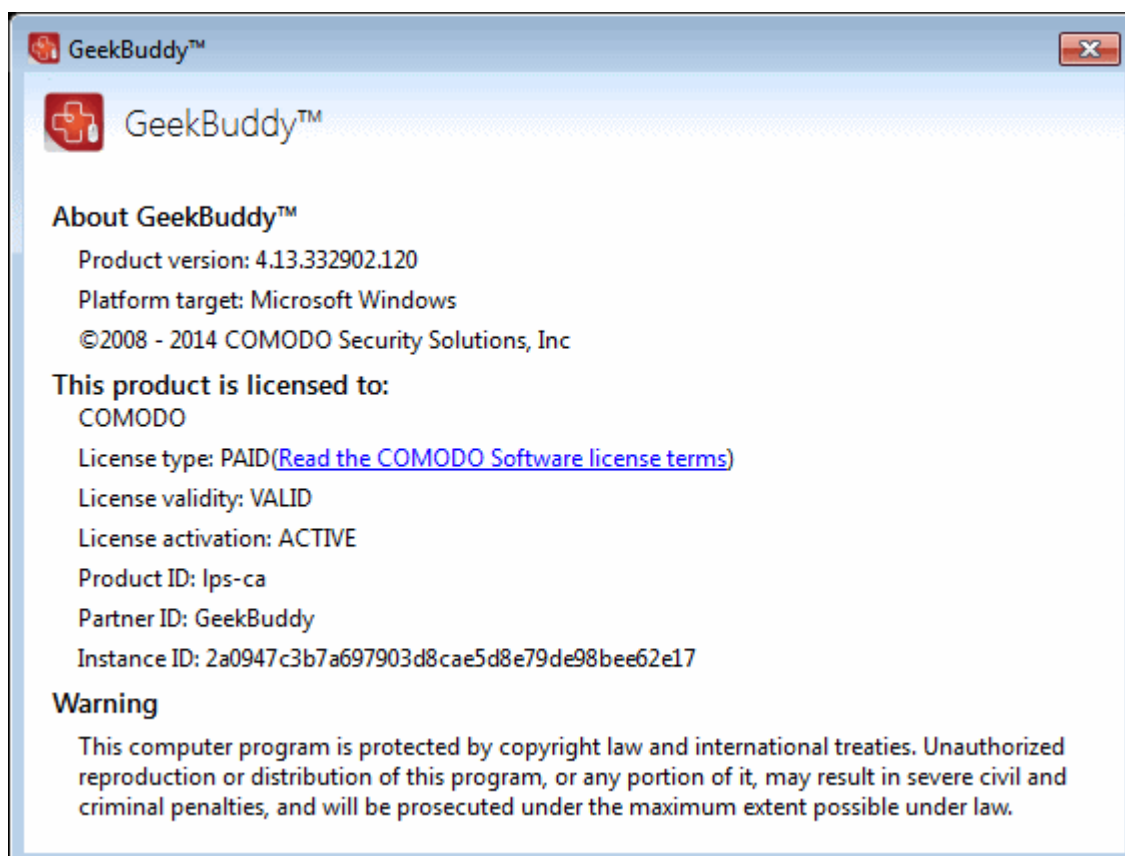 GeekBuddy™
GeekBuddy™
About GeekBuddy™
Product version: 4.13.332902.120
Platform target: Microsoft Windows
©2008 - 2014 COMODO Security Solutions, Inc
This product is licensed to:
COMODO
License type: PAID(Read the COMODO Software license terms)
License validity: VALID
License activation: ACTIVE
Product ID: lps-ca
Partner ID: GeekBuddy
Instance ID: 2a0947c3b7a697903d8cae5d8e79de98bee62e17
Warning
This computer program is protected by copyright law and international treaties. Unauthorized
reproduction or distribution of this program, or any portion of it, may result in severe civil and
criminal penalties, and will be prosecuted under the maximum extent possible under law.